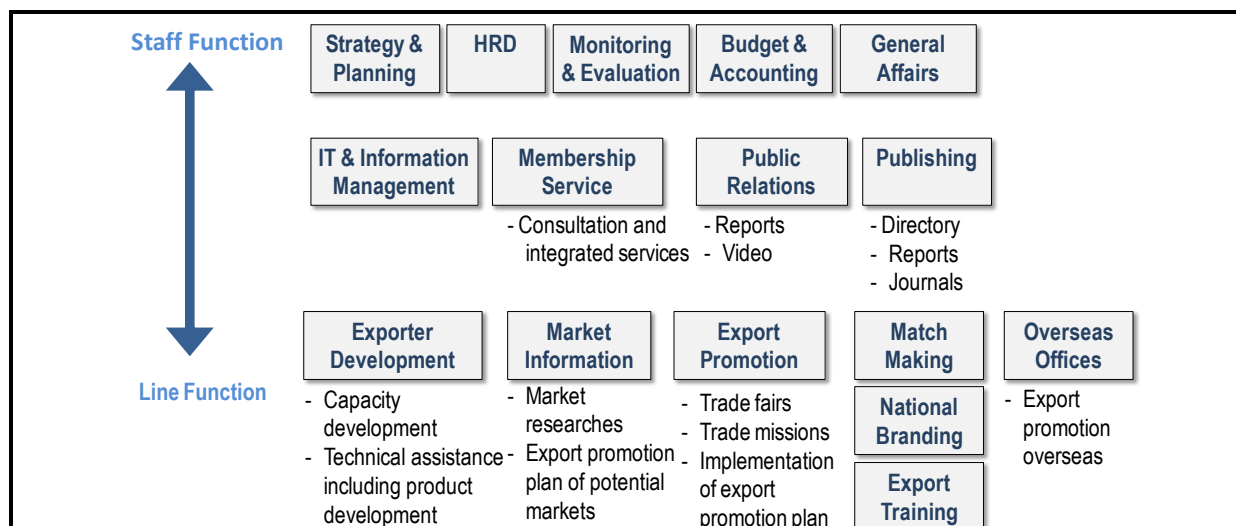 Staff Function
Strategy &
Planning
HRD
Monitoring
& Evaluation
Budget &
Accounting
General
Affairs
IT & Information
Management
Membership
Service
- Consultation and
integrated services
Public
Relations
- Reports
- Video
Publishing
- Directory
- Reports
- Journals
Line Function
Exporter
Development
- Capacity
development
- Technical assistance
including product
development
Market
Information
- Market
researches
- Export promotion
plan of potential
markets
Export
Promotion
- Trade fairs
- Trade missions
- Implementation
of export
promotion plan
Match
Making
National
Branding
Export
Training
Overseas
Offices
- Export
promotion
overseas